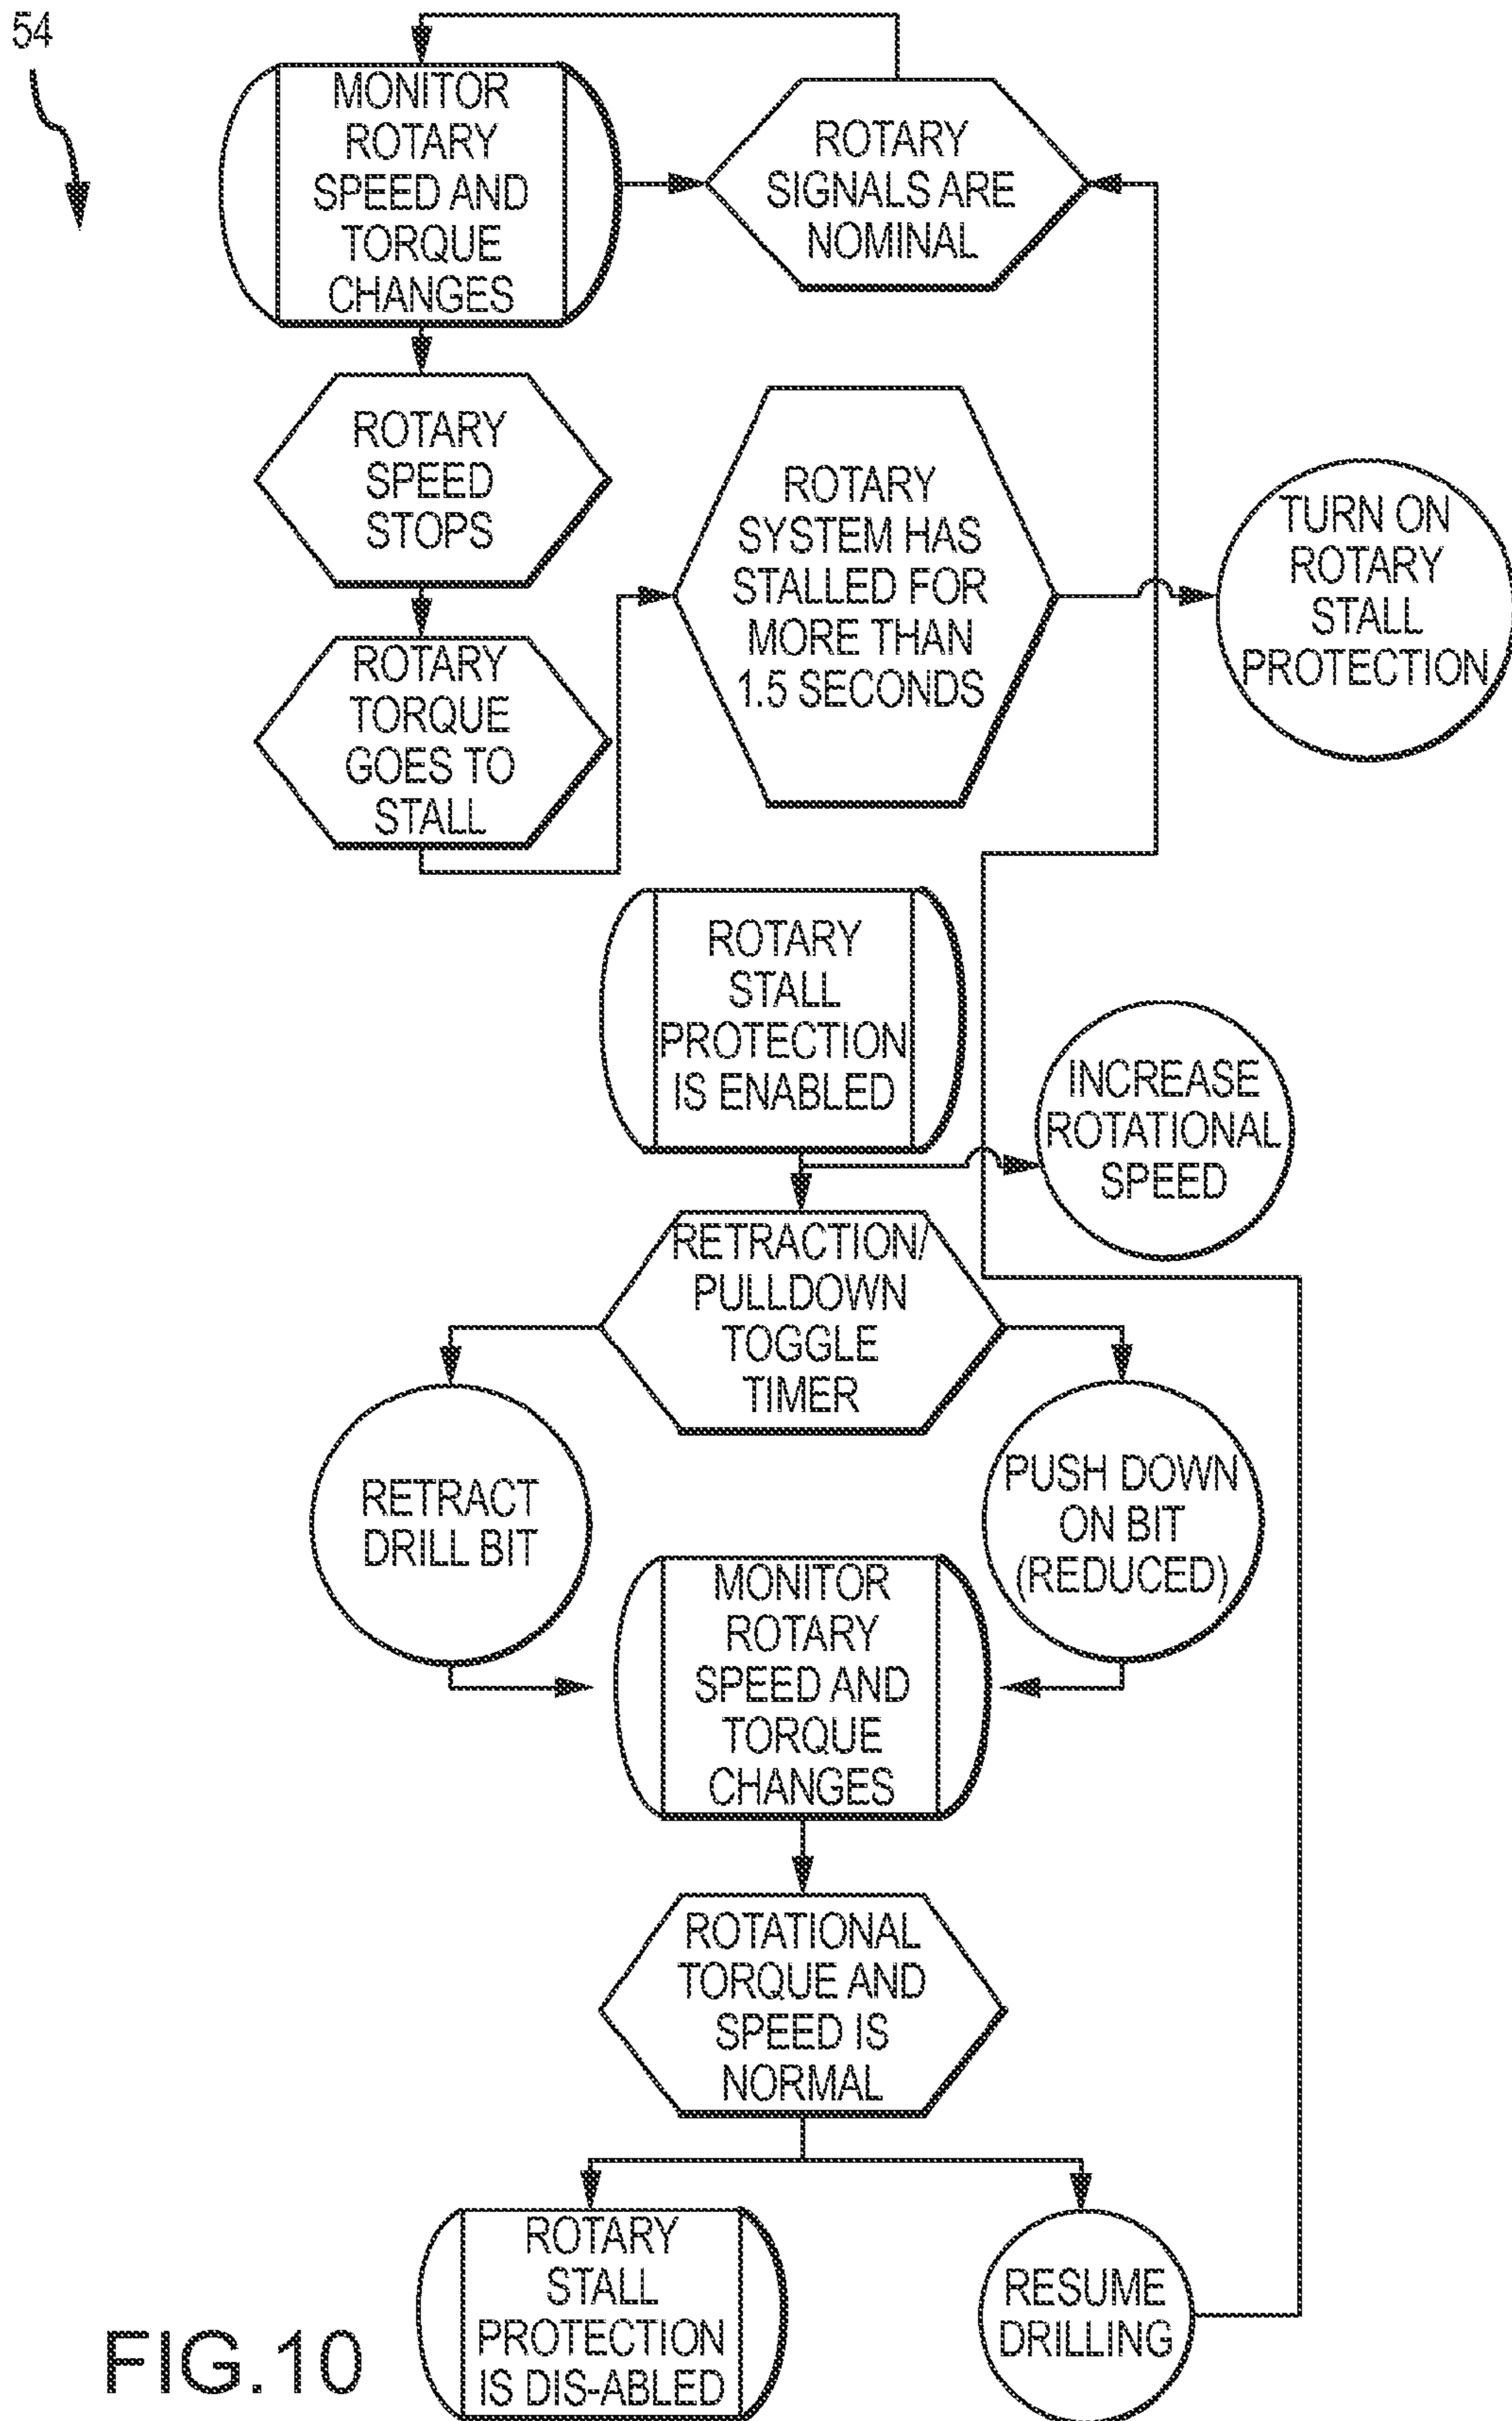 54
MONITOR
ROTARY
SPEED AND
TORQUE
CHANGES
ROTARY
SIGNALS ARE
NOMINAL
ROTARY
SPEED
STOPS
ROTARY
TORQUE
GOES TO
STALL
ROTARY
SYSTEM HAS
STALLED FOR
MORE THAN
1.5 SECONDS
TURN ON
ROTARY
STALL
PROTECTION
ROTARY
STALL
PROTECTION
IS ENABLED
INCREASE
ROTATIONAL
SPEED
RETRACTION/
PULLDOWN
TOGGLE
TIMER
RETRACT
DRILL BIT
PUSH DOWN
ON BIT
(REDUCED)
MONITOR
ROTARY
SPEED AND
TORQUE
CHANGES
ROTATIONAL
TORQUE AND
SPEED IS
NORMAL
ROTARY
STALL
PROTECTION
IS DIS-ABLED
RESUME
DRILLING
FIG.10